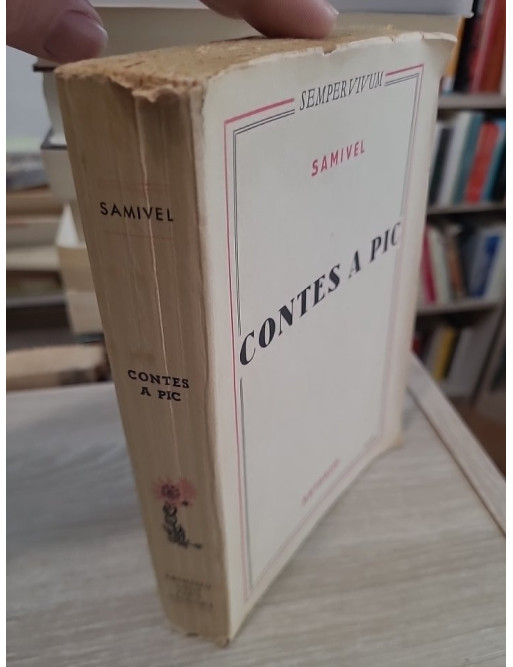 SAMIVEL
CONTES
A PIC
SEMPERVIVUM
SAMIVEL
CONTES A PIC